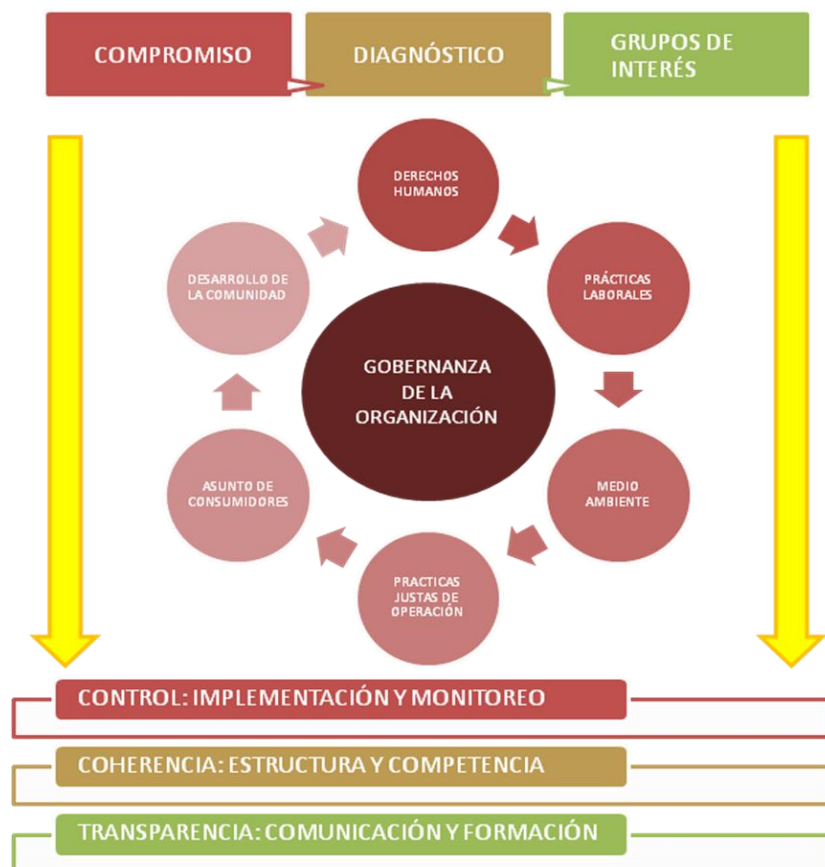 COMPROMISO
DIAGNÓSTICO
GRUPOS DE
INTERÉS
DERECHOS
HUMANOS
PRÁCTICAS
LABORALES
MEDIO
AMBIENTE
PRACTICAS
JUSTAS DE
OPERACIÓN
ASUNTO DE
CONSUMIDORES
DESARROLLO DE
LA COMUNIDAD
GOBERNANZA
DE LA
ORGANIZACIÓN
CONTROL: IMPLEMENTACIÓN Y MONITOREO
COHERENCIA: ESTRUCTURA Y COMPETENCIA
TRANSPARENCIA: COMUNICACIÓN Y FORMACIÓN